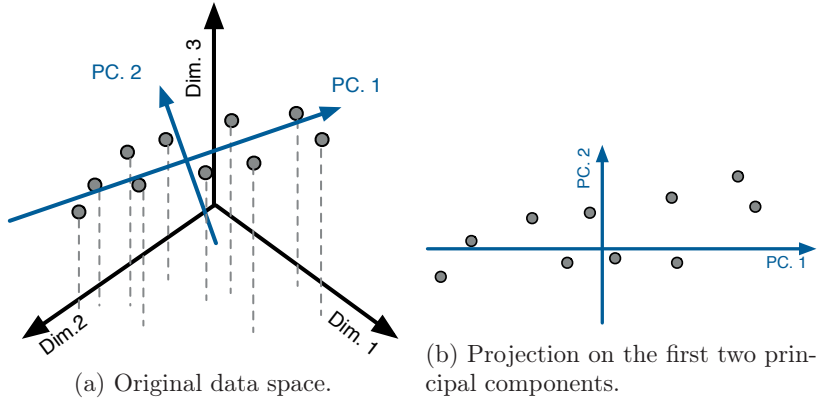 Dim. 3
PC. 2
PC. 1
Dim.2
Dim. 1
(a) Original data space.
PC. 2
PC. 1
(b) Projection on the first two prin-
cipal components.